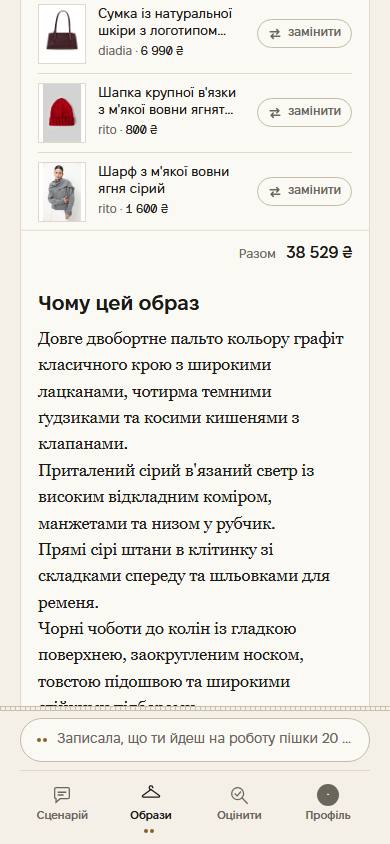 Сумка із натуральної
шкіри з логотипом...
diadia · 6 990 ₴
замінити
Шапка крупної в'язки
з м'якої вовни ягнят...
rito · 800 ₴
замінити
Шарф з м'якої вовни
ягня сірий
rito · 1 600 ₴
замінити
Разом 38 529 ₴
Чому цей образ
Довге двобортне пальто кольору графіт
класичного крою з широкими
лацканами, чотирма темними
ґудзиками та косими кишенями з
клапанами.
Приталений сірий в'язаний светр із
високим відкладним коміром,
манжетами та низом у рубчик.
Прямі сірі штани в клітинку зі
складками спереду та шльовками для
ременя.
Чорні чоботи до колін із гладкою
поверхнею, заокругленим носком,
товстою підошвою та широкими
Записала, що ти йдеш на роботу пішки 20 ...
Сценарій
Образи
Оцінити
Профіль